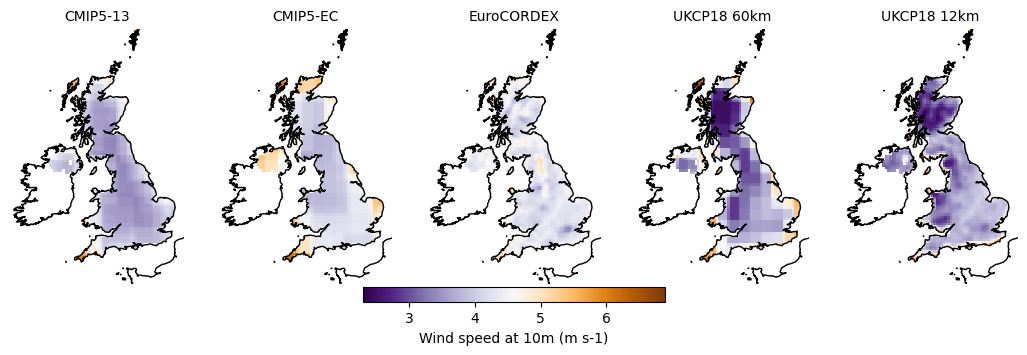 CMIP5-13 CMIP5-EC EuroCORDEX UKCP18 60km UKCP18 12km
3 4 5 6
Wind speed at 10m (m s-1)